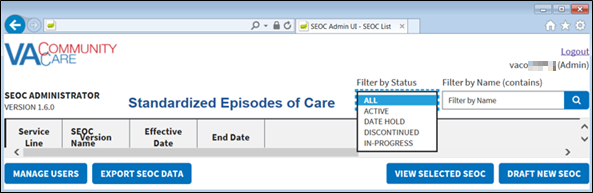 SEOC Admin UI - SEOC List
VA COMMUNITY CARE
Logout
vaco (Admin)
Filter by Status
Filter by Name (contains)
SEOC ADMINISTRATOR
VERSION 1.6.0
Standardized Episodes of Care
ALL
Filter by Name
ACTIVE
DATE HOLD
DISCONTINUED
IN-PROGRESS
Service Line
SEOC Version Name
Effective Date
End Date
MANAGE USERS
EXPORT SEOC DATA
VIEW SELECTED SEOC
DRAFT NEW SEOC